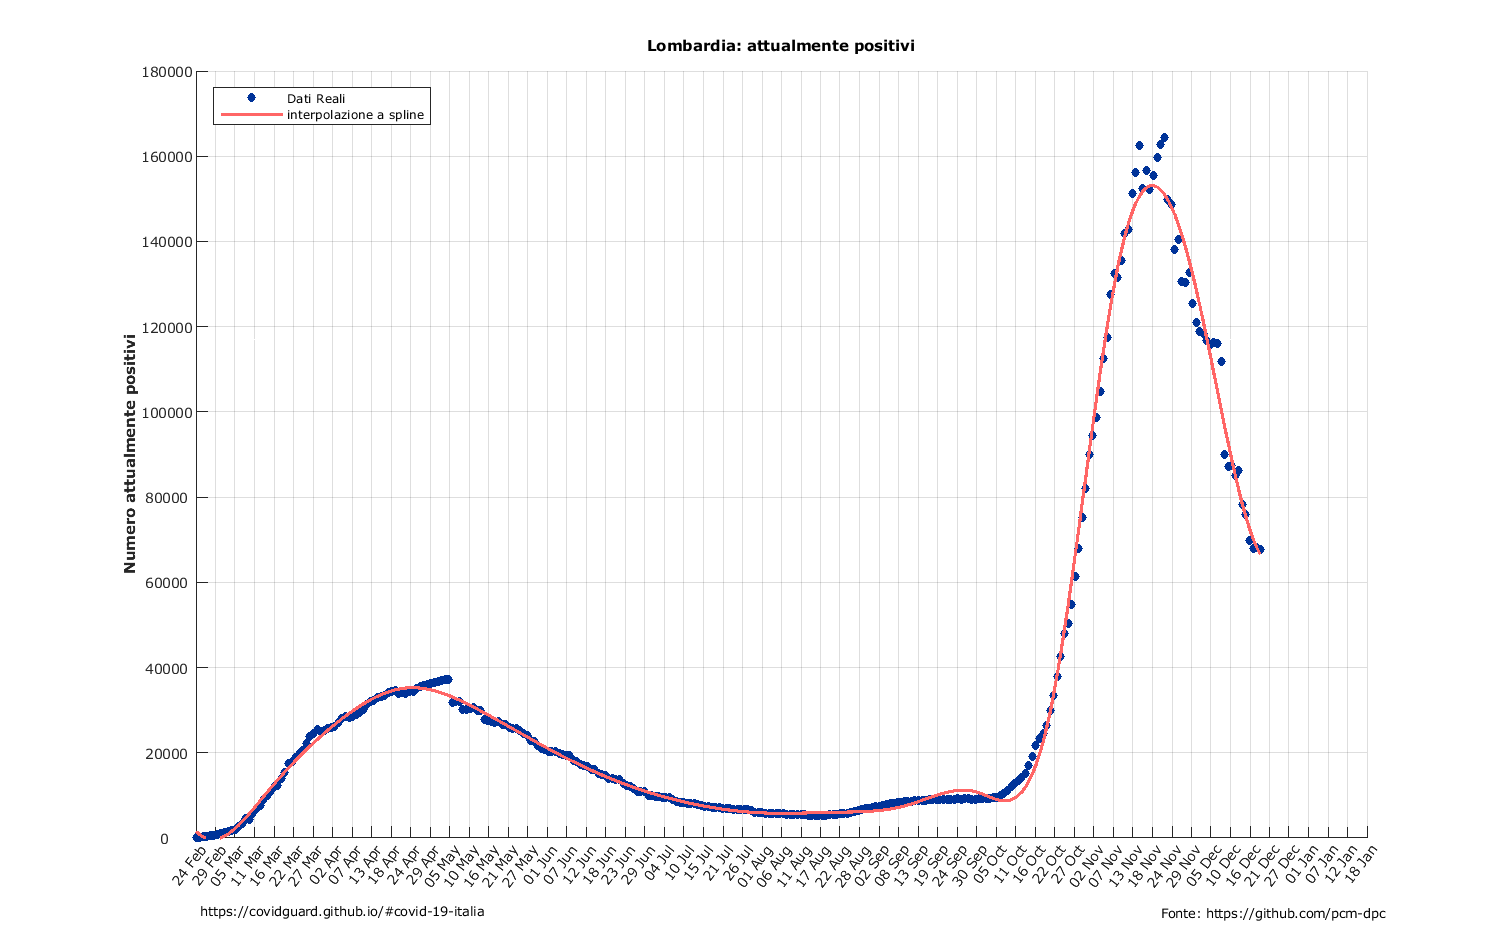 Lombardia: attualmente positivi
Dati Reali
interpolazione a spline
Numero attualmente positivi
180000
160000
140000
120000
100000
80000
60000
40000
20000
0
24 Feb
29 Feb
05 Mar
11 Mar
16 Mar
22 Mar
27 Mar
02 Apr
07 Apr
13 Apr
18 Apr
24 Apr
29 Apr
05 May
10 May
16 May
21 May
27 May
01 Jun
07 Jun
12 Jun
18 Jun
23 Jun
29 Jun
04 Jul
10 Jul
15 Jul
21 Jul
26 Jul
01 Aug
06 Aug
11 Aug
17 Aug
22 Aug
28 Aug
02 Sep
08 Sep
13 Sep
19 Sep
24 Sep
30 Sep
05 Oct
11 Oct
16 Oct
22 Oct
27 Oct
02 Nov
07 Nov
13 Nov
18 Nov
24 Nov
29 Nov
05 Dec
10 Dec
16 Dec
21 Dec
27 Dec
01 Jan
07 Jan
12 Jan
18 Jan
https://covidguard.github.io/#covid-19-italia
Fonte: https://github.com/pcm-dpc